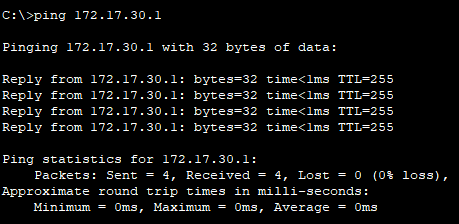 C:\>ping 172.17.30.1
Pinging 172.17.30.1 with 32 bytes of data:
Reply from 172.17.30.1: bytes=32 time<1ms TTL=255
Reply from 172.17.30.1: bytes=32 time<1ms TTL=255
Reply from 172.17.30.1: bytes=32 time<1ms TTL=255
Reply from 172.17.30.1: bytes=32 time<1ms TTL=255
Ping statistics for 172.17.30.1:
    Packets: Sent = 4, Received = 4, Lost = 0 (0% loss),
Approximate round trip times in milli-seconds:
    Minimum = 0ms, Maximum = 0ms, Average = 0ms